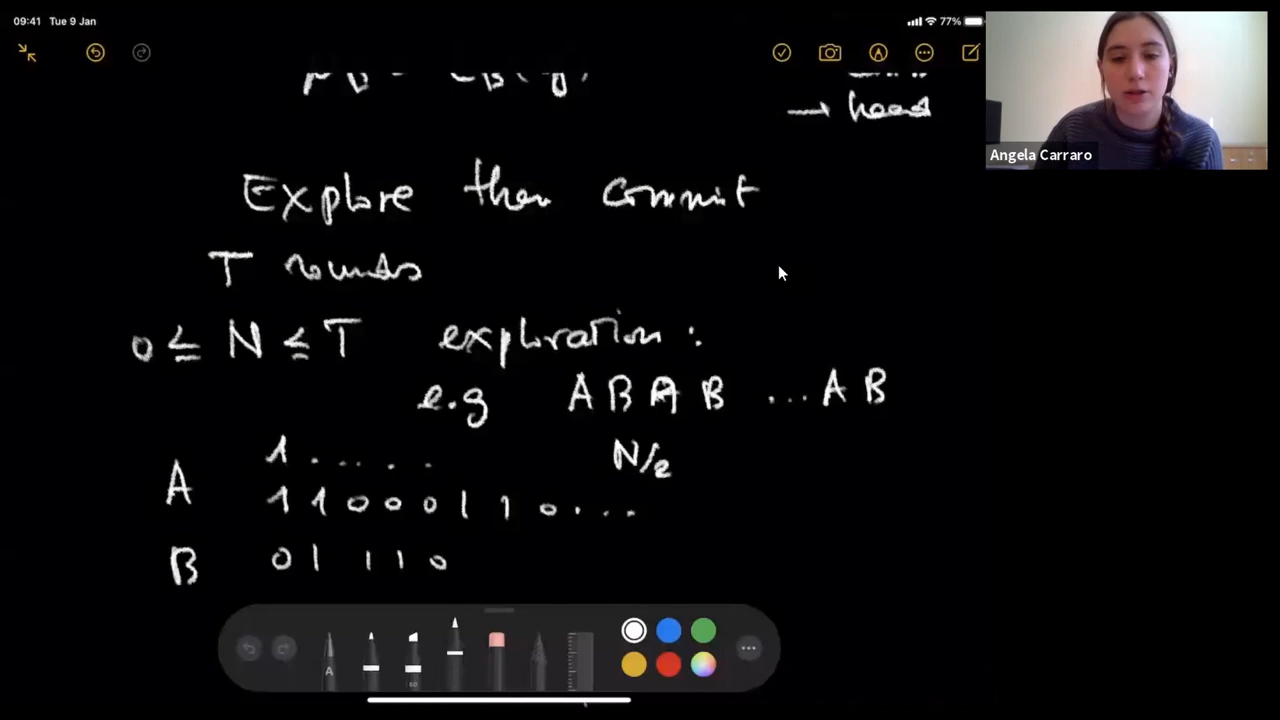 09:41 Tue 9 Jan
77%
→ head
Angela Carraro
Explore then commit
T rounds
0 ≤ N ≤ T exploration :
e.g A B A B ... A B
N/2
1 . . . . .
A
1 1 0 0 0 1 1 0 . . .
B 0 1 1 1 0